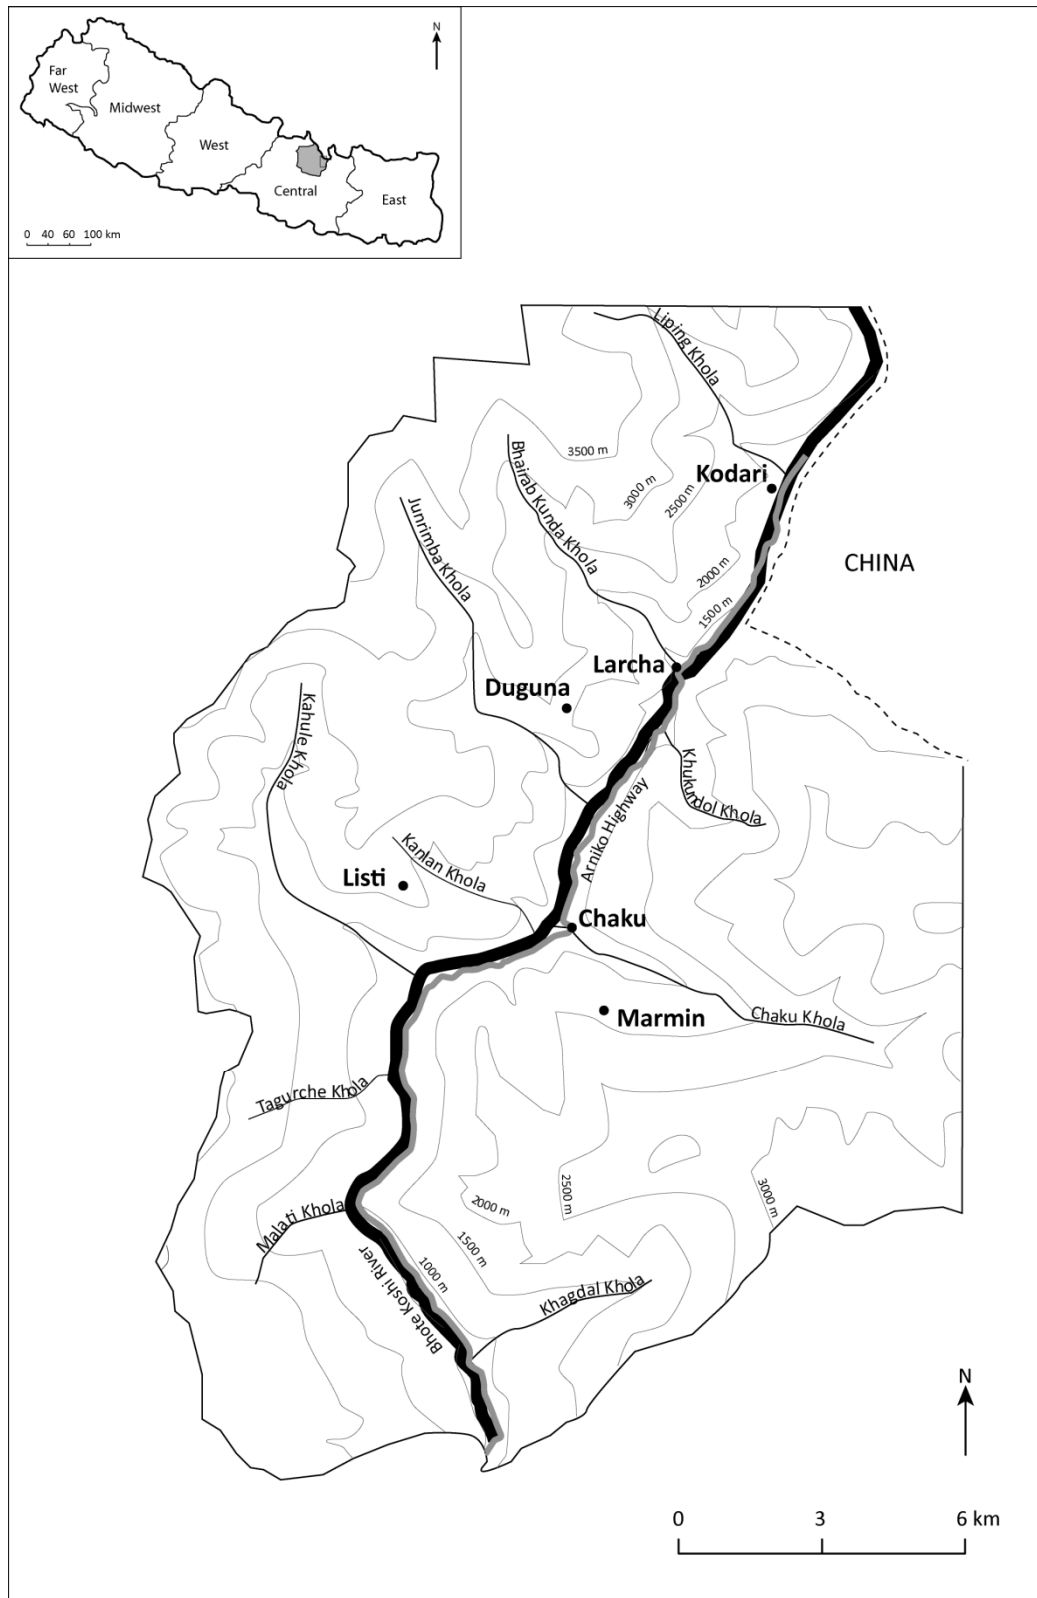 N
Far
West
Midwest
West
Central
East
0 40 60 80 100 km
Liping Khola
3500 m
Kodari
3000 m
2500 m
Bhairab Kunda Khola
Junrimba Khola
CHINA
2000 m
1500 m
Larcha
Duguna
Kahule Khola
Khukundol Khola
Arniko Highway
Kanlan Khola
Listi
Chaku
Marmin
Chaku Khola
Tagurche Khola
2500 m
3000 m
2000 m
Malati Khola
1500 m
1000 m
Bhote Koshi River
Khagdal Khola
N
0 3 6 km